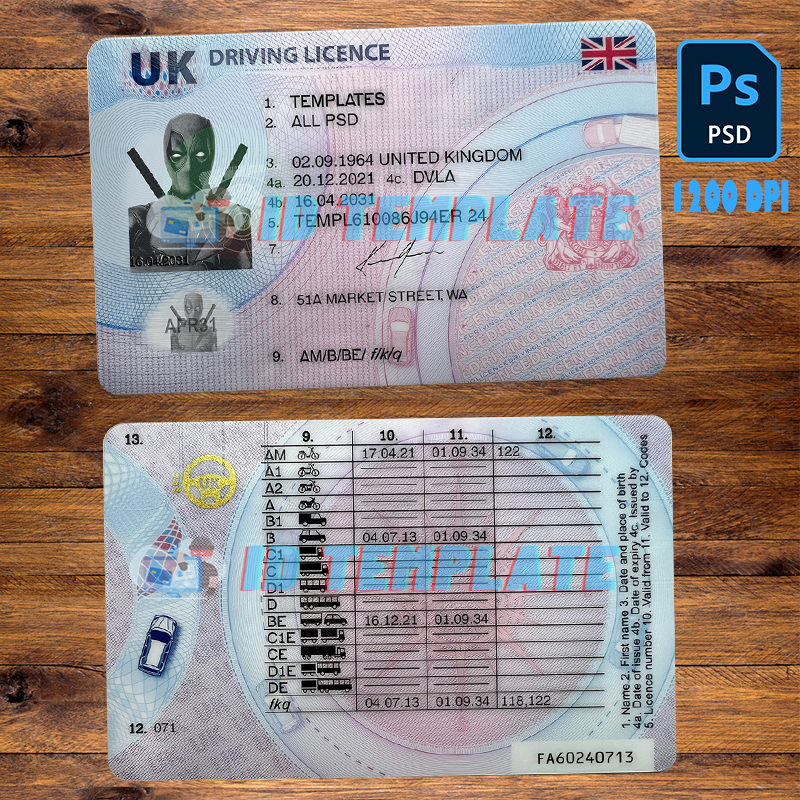 UK DRIVING LICENCE
Ps
PSD
1200 DPI
1. TEMPLATES
2. ALL PSD
3. 02.09.1964 UNITED KINGDOM
4a. 20.12.2021 4c. DVLA
4b. 16.04.2031
5. TEMPL610086J94ER 24
ID TEMPLATE
7.
16.04.2031
8. 51A MARKET STREET, WA
APR31
9. AM/B/BE/ f/k/q
13.
9. 10. 11. 12.
AM 17.04.21 01.09.34 122
A1
A2
A
B1
B 04.07.13 01.09.34
C1
ID TEMPLATE
C
D1
D
BE 16.12.21 01.09.34
C1E
CE
D1E
DE
fkq 04.07.13 01.09.34 118,122
UK
12. 071
1. Name 2. First name 3. Date and place of birth
4a. Date of issue 4b. Date of expiry 4c. Issued by
5. Licence number 10. Valid from 11. Valid to 12. Codes
FA60240713